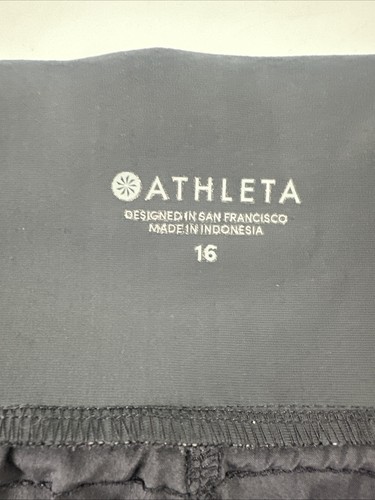 ATHLETA
DESIGNED IN SAN FRANCISCO
MADE IN INDONESIA
16